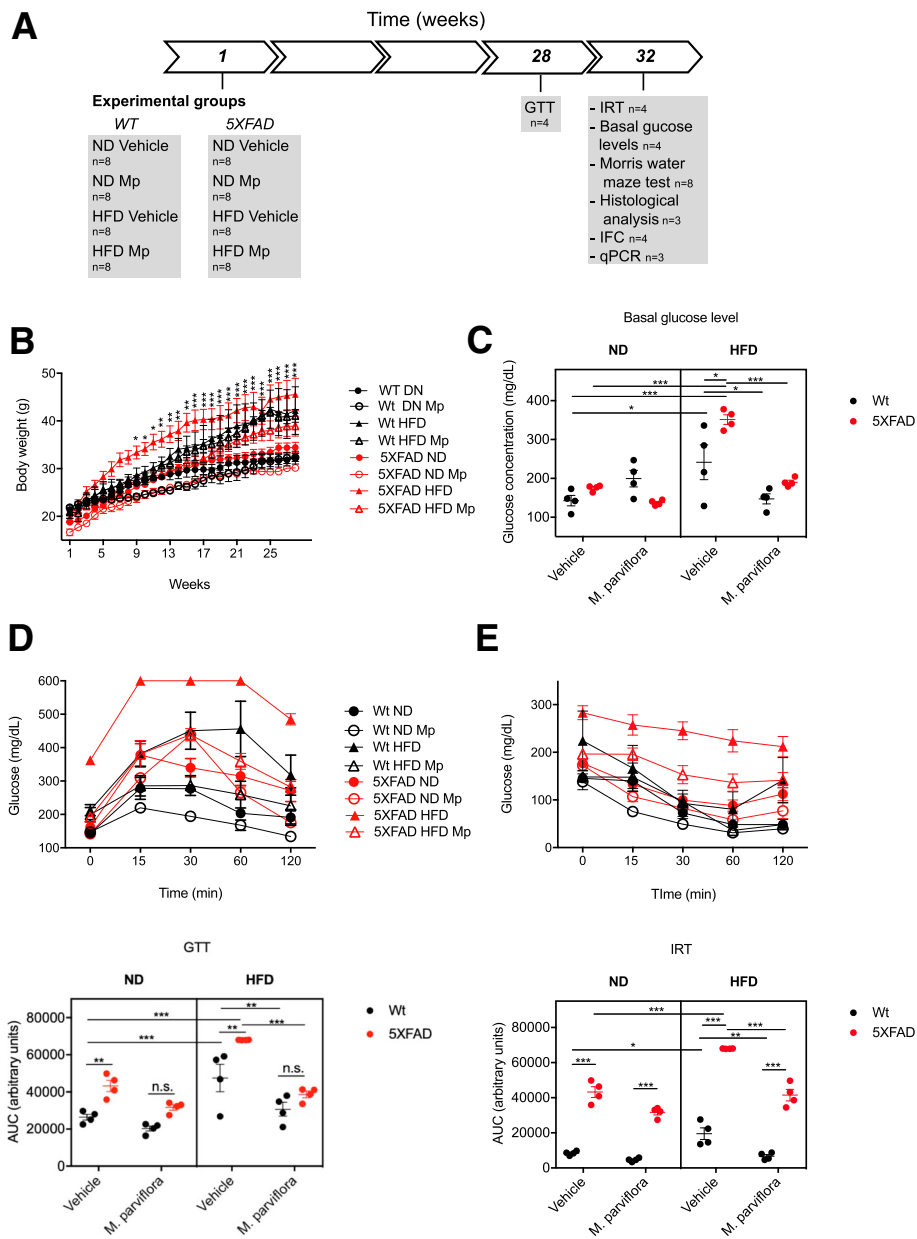 A
Time (weeks)
1
28
32
Experimental groups
WT
5XFAD
ND Vehicle
n=8
ND Mp
n=8
HFD Vehicle
n=8
HFD Mp
n=8
ND Vehicle
n=8
ND Mp
n=8
HFD Vehicle
n=8
HFD Mp
n=8
GTT
n=4
- IRT n=4
- Basal glucose
levels n=4
- Morris water
maze test n=8
- Histological
analysis n=3
- IFC n=4
- qPCR n=3
B
Body weight (g)
50
40
30
20
1 5 9 13 17 21 25
Weeks
WT DN
Wt DN Mp
Wt HFD
Wt HFD Mp
5XFAD ND
5XFAD ND Mp
5XFAD HFD
5XFAD HFD Mp
C
Basal glucose level
ND HFD
Glucose concentration (mg/dL)
400
300
200
100
*
***
***
***
*
*
Vehicle
M. parviflora
Vehicle
M. parviflora
Wt
5XFAD
D
Glucose (mg/dL)
600
500
400
300
200
100
0 15 30 60 120
Time (min)
Wt ND
Wt ND Mp
Wt HFD
Wt HFD Mp
5XFAD ND
5XFAD ND Mp
5XFAD HFD
5XFAD HFD Mp
GTT
ND HFD
AUC (arbitrary units)
80000
60000
40000
20000
0
**
***
**
***
***
**
n.s.
n.s.
Vehicle
M. parviflora
Vehicle
M. parviflora
Wt
5XFAD
E
Glucose (mg/dL)
300
200
100
0
0 15 30 60 120
TIme (min)
IRT
ND HFD
AUC (arbitrary units)
80000
60000
40000
20000
0
***
***
***
**
*
***
***
***
Vehicle
M. parviflora
Vehicle
M. parviflora
Wt
5XFAD